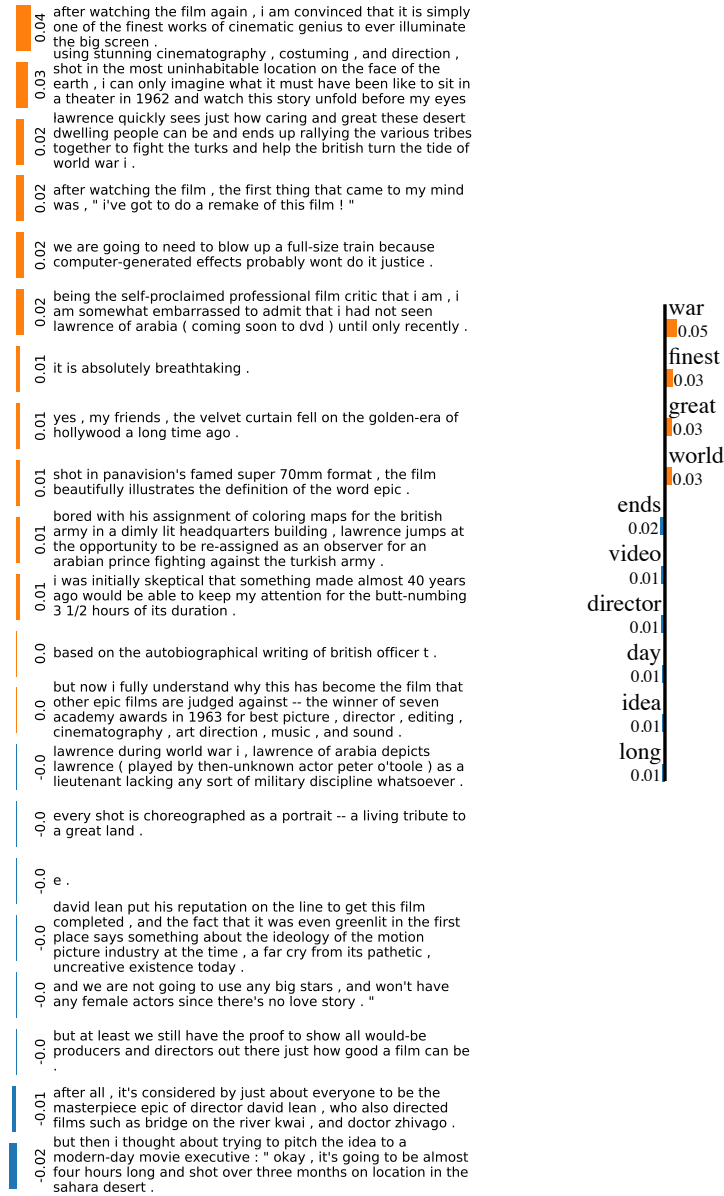 0.04
after watching the film again , i am convinced that it is simply
one of the finest works of cinematic genius to ever illuminate
the big screen .
0.03
using stunning cinematography , costuming , and direction ,
shot in the most uninhabitable location on the face of the
earth , i can only imagine what it must have been like to sit in
a theater in 1962 and watch this story unfold before my eyes
0.02
lawrence quickly sees just how caring and great these desert
dwelling people can be and ends up rallying the various tribes
together to fight the turks and help the british turn the tide of
world war i .
0.02
after watching the film , the first thing that came to my mind
was , " i've got to do a remake of this film ! "
0.02
we are going to need to blow up a full-size train because
computer-generated effects probably wont do it justice .
0.02
being the self-proclaimed professional film critic that i am , i
am somewhat embarrassed to admit that i had not seen
lawrence of arabia ( coming soon to dvd ) until only recently .
0.01
it is absolutely breathtaking .
0.01
yes , my friends , the velvet curtain fell on the golden-era of
hollywood a long time ago .
0.01
shot in panavision's famed super 70mm format , the film
beautifully illustrates the definition of the word epic .
0.01
bored with his assignment of coloring maps for the british
army in a dimly lit headquarters building , lawrence jumps at
the opportunity to be re-assigned as an observer for an
arabian prince fighting against the turkish army .
0.01
i was initially skeptical that something made almost 40 years
ago would be able to keep my attention for the butt-numbing
3 1/2 hours of its duration .
0.0
based on the autobiographical writing of british officer t .
0.0
but now i fully understand why this has become the film that
other epic films are judged against -- the winner of seven
academy awards in 1963 for best picture , director , editing ,
cinematography , art direction , music , and sound .
-0.0
lawrence during world war i , lawrence of arabia depicts
lawrence ( played by then-unknown actor peter o'toole ) as a
lieutenant lacking any sort of military discipline whatsoever .
-0.0
every shot is choreographed as a portrait -- a living tribute to
a great land .
-0.0
e .
-0.0
david lean put his reputation on the line to get this film
completed , and the fact that it was even greenlit in the first
place says something about the ideology of the motion
picture industry at the time , a far cry from its pathetic ,
uncreative existence today .
-0.0
and we are not going to use any big stars , and won't have
any female actors since there's no love story . "
-0.0
but at least we still have the proof to show all would-be
producers and directors out there just how good a film can be
.
-0.01
after all , it's considered by just about everyone to be the
masterpiece epic of director david lean , who also directed
films such as bridge on the river kwai , and doctor zhivago .
-0.02
but then i thought about trying to pitch the idea to a
modern-day movie executive : " okay , it's going to be almost
four hours long and shot over three months on location in the
sahara desert .
war
0.05
finest
0.03
great
0.03
world
0.03
ends
0.02
video
0.01
director
0.01
day
0.01
idea
0.01
long
0.01